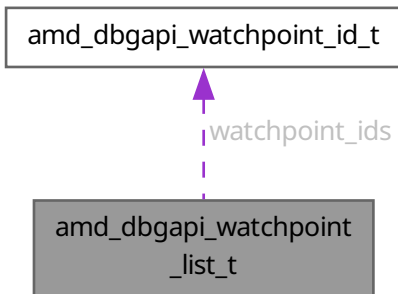 amd_dbgapi_watchpoint_id_t
watchpoint_ids
amd_dbgapi_watchpoint
_list_t